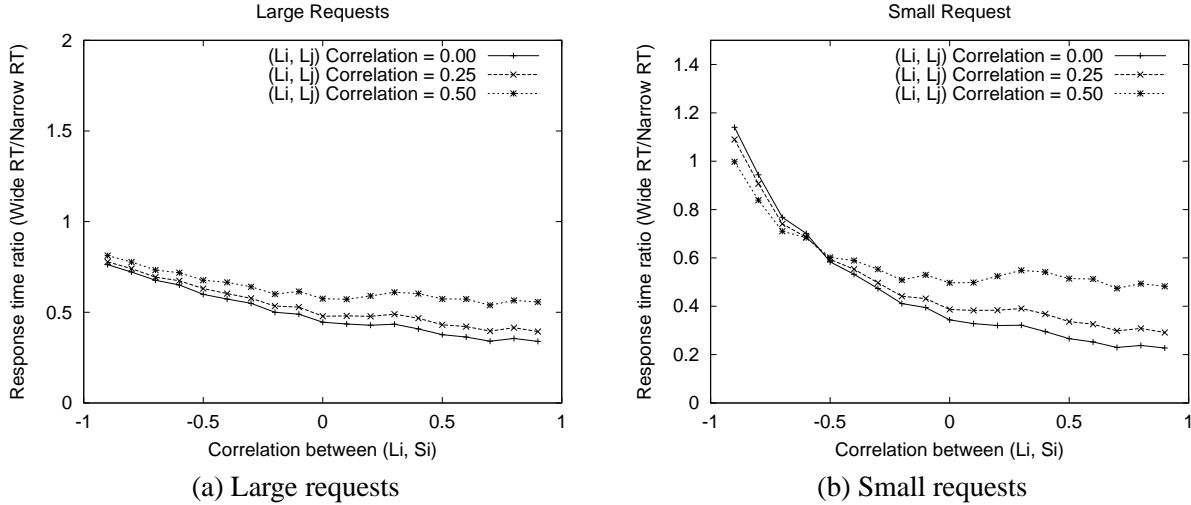 Large Requests
Response time ratio (Wide RT/Narrow RT)
2
1.5
1
0.5
0
(Li, Lj) Correlation = 0.00
(Li, Lj) Correlation = 0.25
(Li, Lj) Correlation = 0.50
-1 -0.5 0 0.5 1
Correlation between (Li, Si)
(a) Large requests
Small Request
Response time ratio (Wide RT/Narrow RT)
1.4
1.2
1
0.8
0.6
0.4
0.2
0
(Li, Lj) Correlation = 0.00
(Li, Lj) Correlation = 0.25
(Li, Lj) Correlation = 0.50
-1 -0.5 0 0.5 1
Correlation between (Li, Si)
(b) Small requests